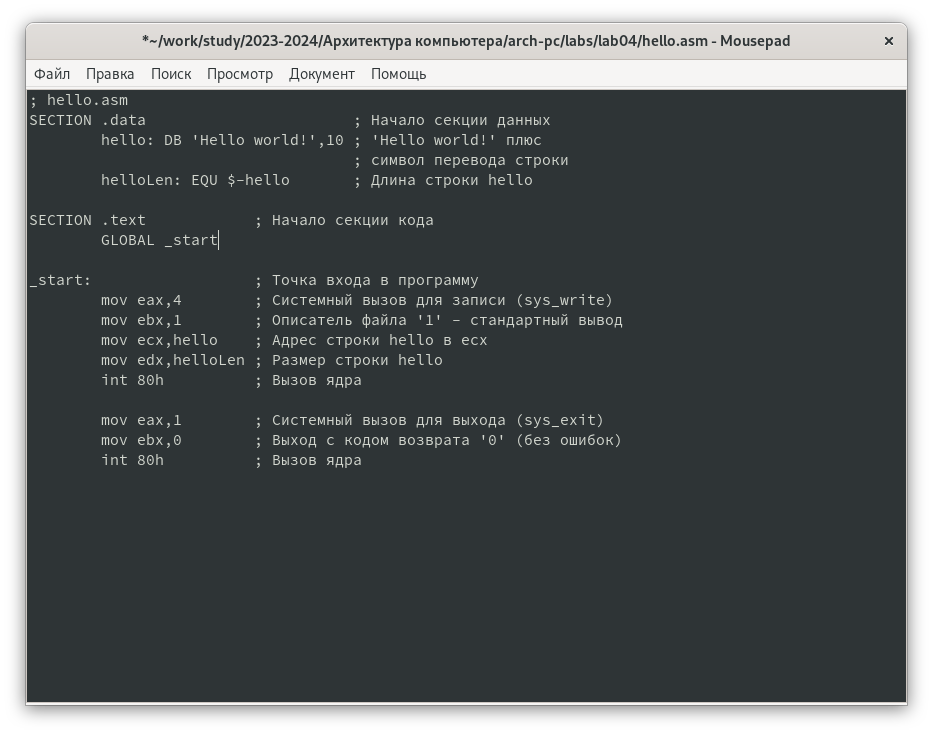 *~/work/study/2023-2024/Архитектура компьютера/arch-pc/labs/lab04/hello.asm - Mousepad ×
Файл Правка Поиск Просмотр Документ Помощь
; hello.asm
SECTION .data                       ; Начало секции данных
        hello: DB 'Hello world!',10 ; 'Hello world!' плюс
                                    ; символ перевода строки
        helloLen: EQU $-hello       ; Длина строки hello

SECTION .text            ; Начало секции кода
        GLOBAL _start

_start:                  ; Точка входа в программу
        mov eax,4        ; Системный вызов для записи (sys_write)
        mov ebx,1        ; Описатель файла '1' - стандартный вывод
        mov ecx,hello    ; Адрес строки hello в ecx
        mov edx,helloLen ; Размер строки hello
        int 80h          ; Вызов ядра

        mov eax,1        ; Системный вызов для выхода (sys_exit)
        mov ebx,0        ; Выход с кодом возврата '0' (без ошибок)
        int 80h          ; Вызов ядра